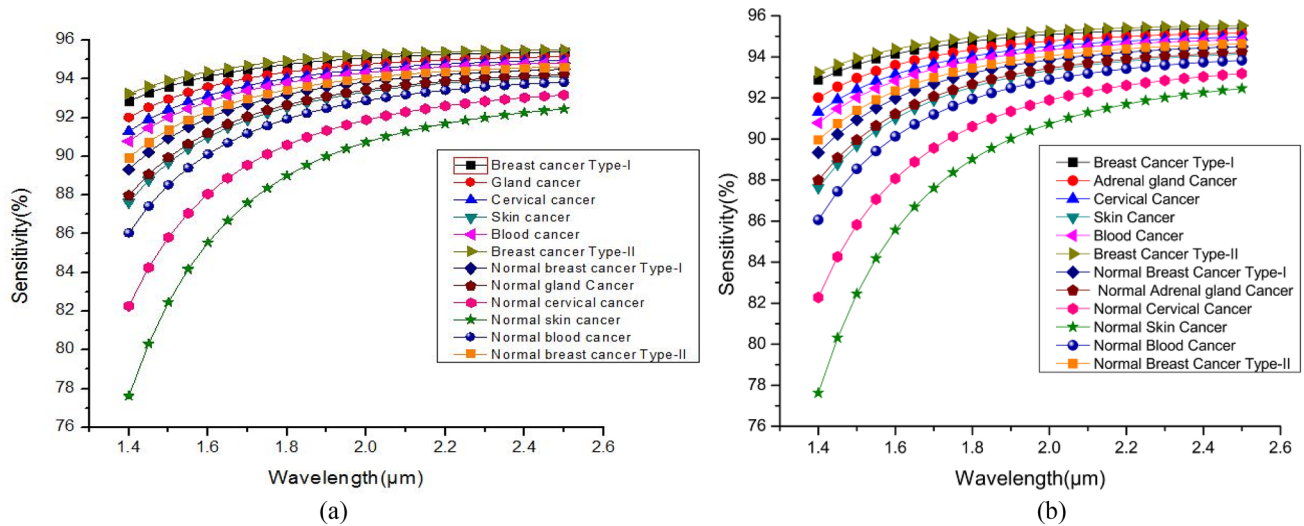 96
94
92
90
88
86
84
82
80
78
76
Sensitivity(%)
Breast cancer Type-I
Gland cancer
Cervical cancer
Skin cancer
Blood cancer
Breast cancer Type-II
Normal breast cancer Type-I
Normal gland Cancer
Normal cervical cancer
Normal skin cancer
Normal blood cancer
Normal breast cancer Type-II
1.4 1.6 1.8 2.0 2.2 2.4 2.6
Wavelength(μm)
(a)
96
94
92
90
88
86
84
82
80
78
76
Sensitivity(%)
Breast Cancer Type-I
Adrenal gland Cancer
Cervical Cancer
Skin Cancer
Blood Cancer
Breast Cancer Type-II
Normal Breast Cancer Type-I
Normal Adrenal gland Cancer
Normal Cervical Cancer
Normal Skin Cancer
Normal Blood Cancer
Normal Breast Cancer Type-II
1.4 1.6 1.8 2.0 2.2 2.4 2.6
Wavelength(μm)
(b)